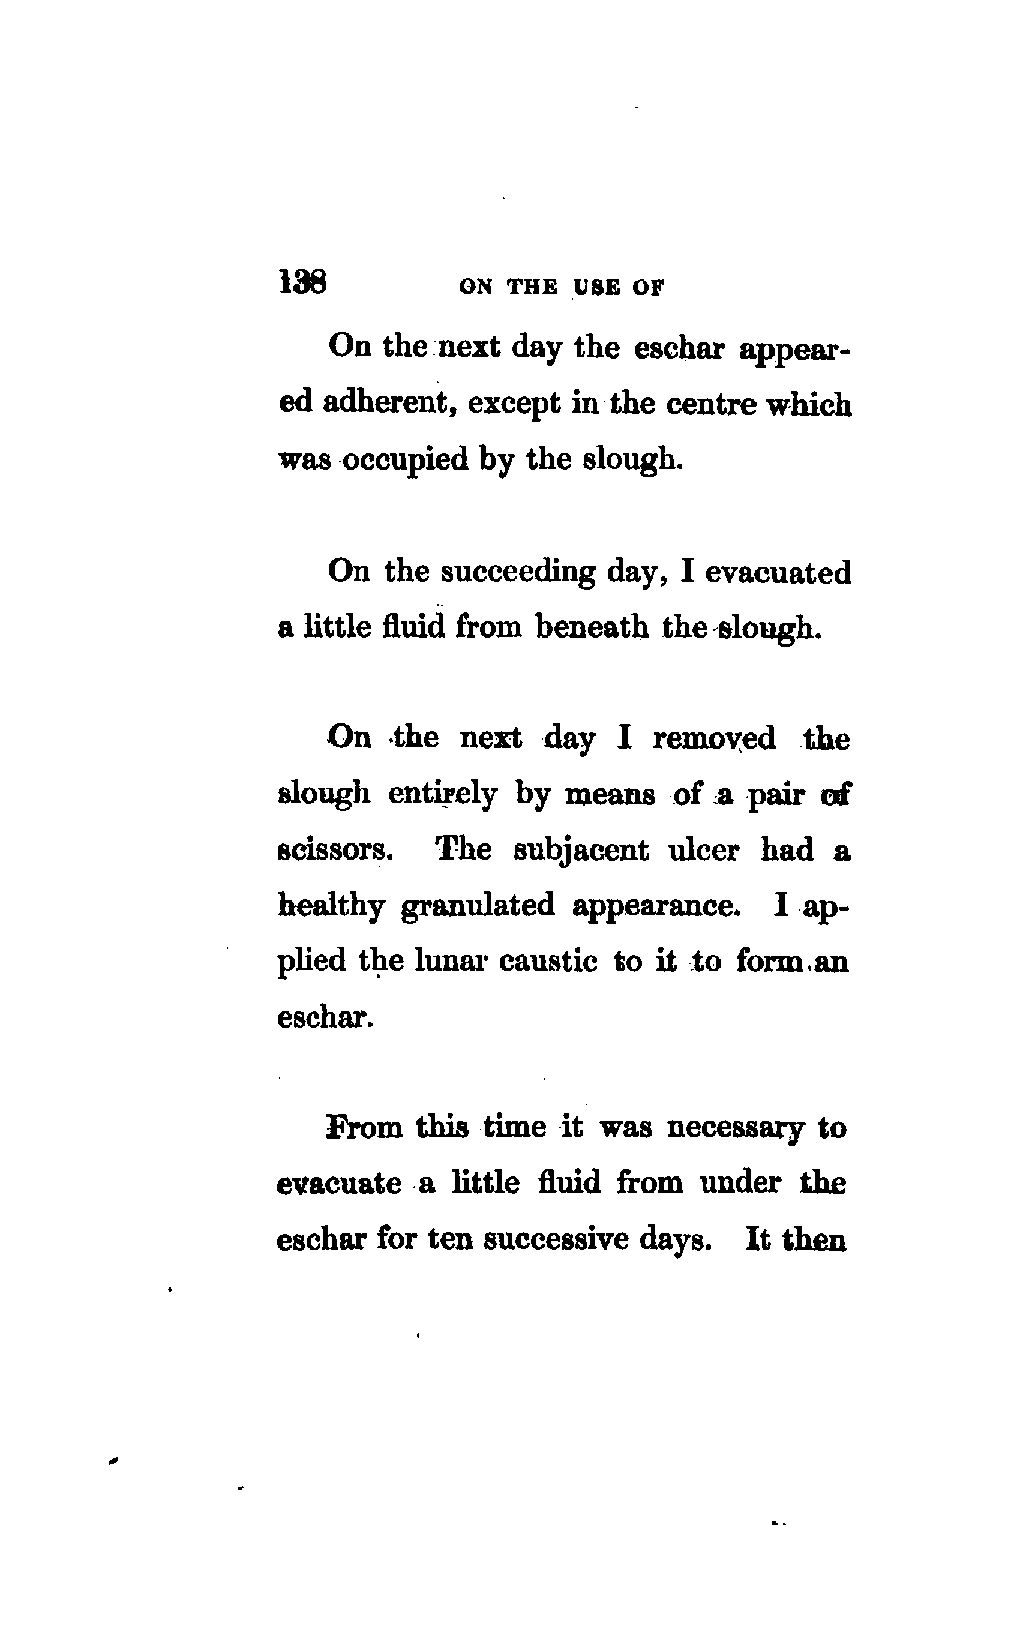 138 ON THE USE OF
On the next day the eschar appear-
ed adherent, except in the centre which
was occupied by the slough.
On the succeeding day, I evacuated
a little fluid from beneath the slough.
On the next day I removed the
slough entirely by means of a pair of
scissors. The subjacent ulcer had a
healthy granulated appearance. I ap-
plied the lunar caustic to it to form an
eschar.
From this time it was necessary to
evacuate a little fluid from under the
eschar for ten successive days. It then